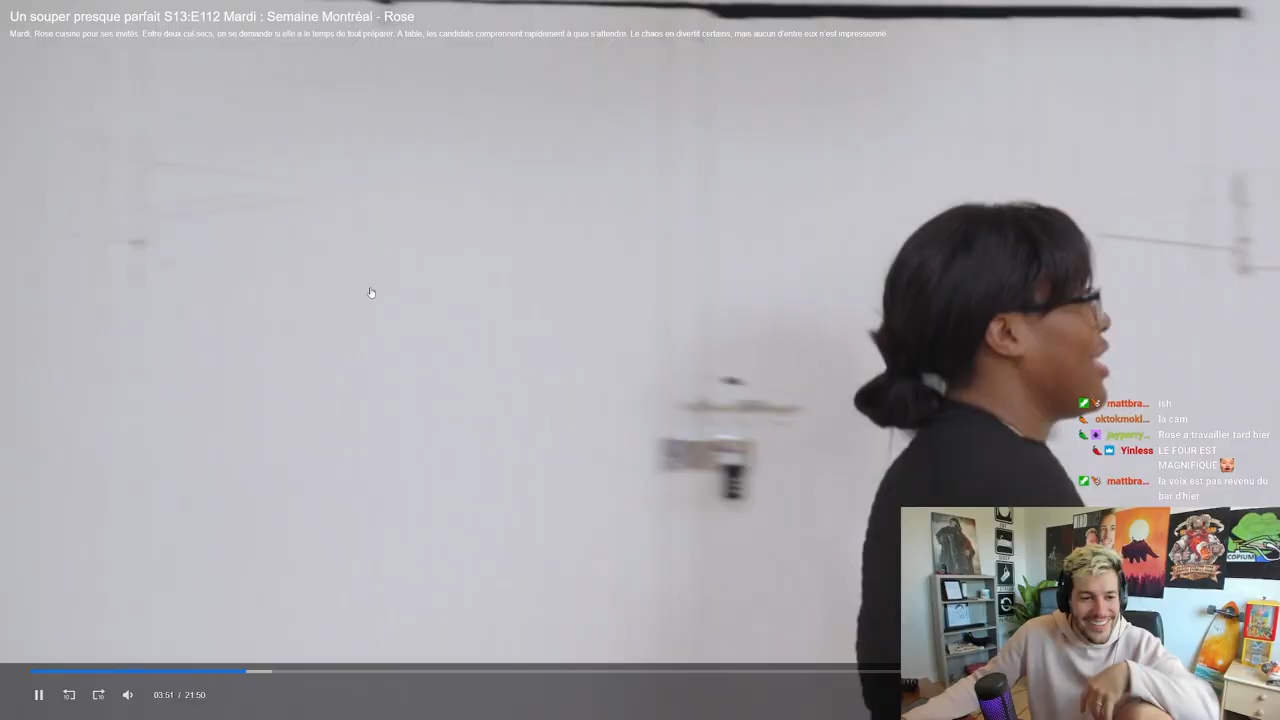 Un souper presque parfait S13:E112 Mardi : Semaine Montréal - Rose
Mardi, Rose cuisine pour ses invités. Entre deux cul secs, on se demande si elle a le temps de tout préparer. À table, les candidats comprennent rapidement à quoi s'attendre. Le chaos en divertit certains, mais aucun d'entre eux n'est impressionné.
mattbra... ish
oktokmokl... la cam
Rose a travailler tard hier
Yinless LE FOUR EST
MAGNIFIQUE
mattbra... la voix est pas revenu du
bar d'hier
COPIUM
10 10
03:51 / 21:50